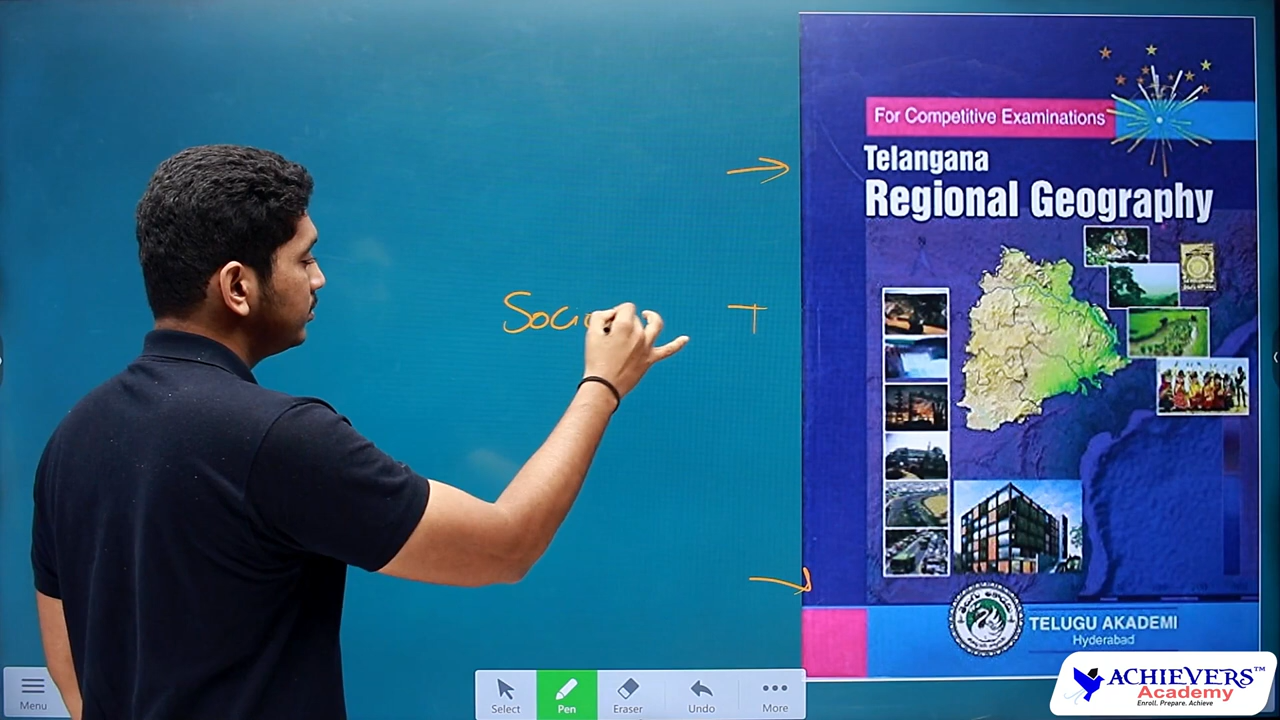 For Competitive Examinations
Telangana
Regional Geography
Soci
+
TELUGU AKADEMI
Hyderabad
Menu
Select
Pen
Eraser
Undo
More
ACHIEVERS™
Academy
Enroll. Prepare. Achieve